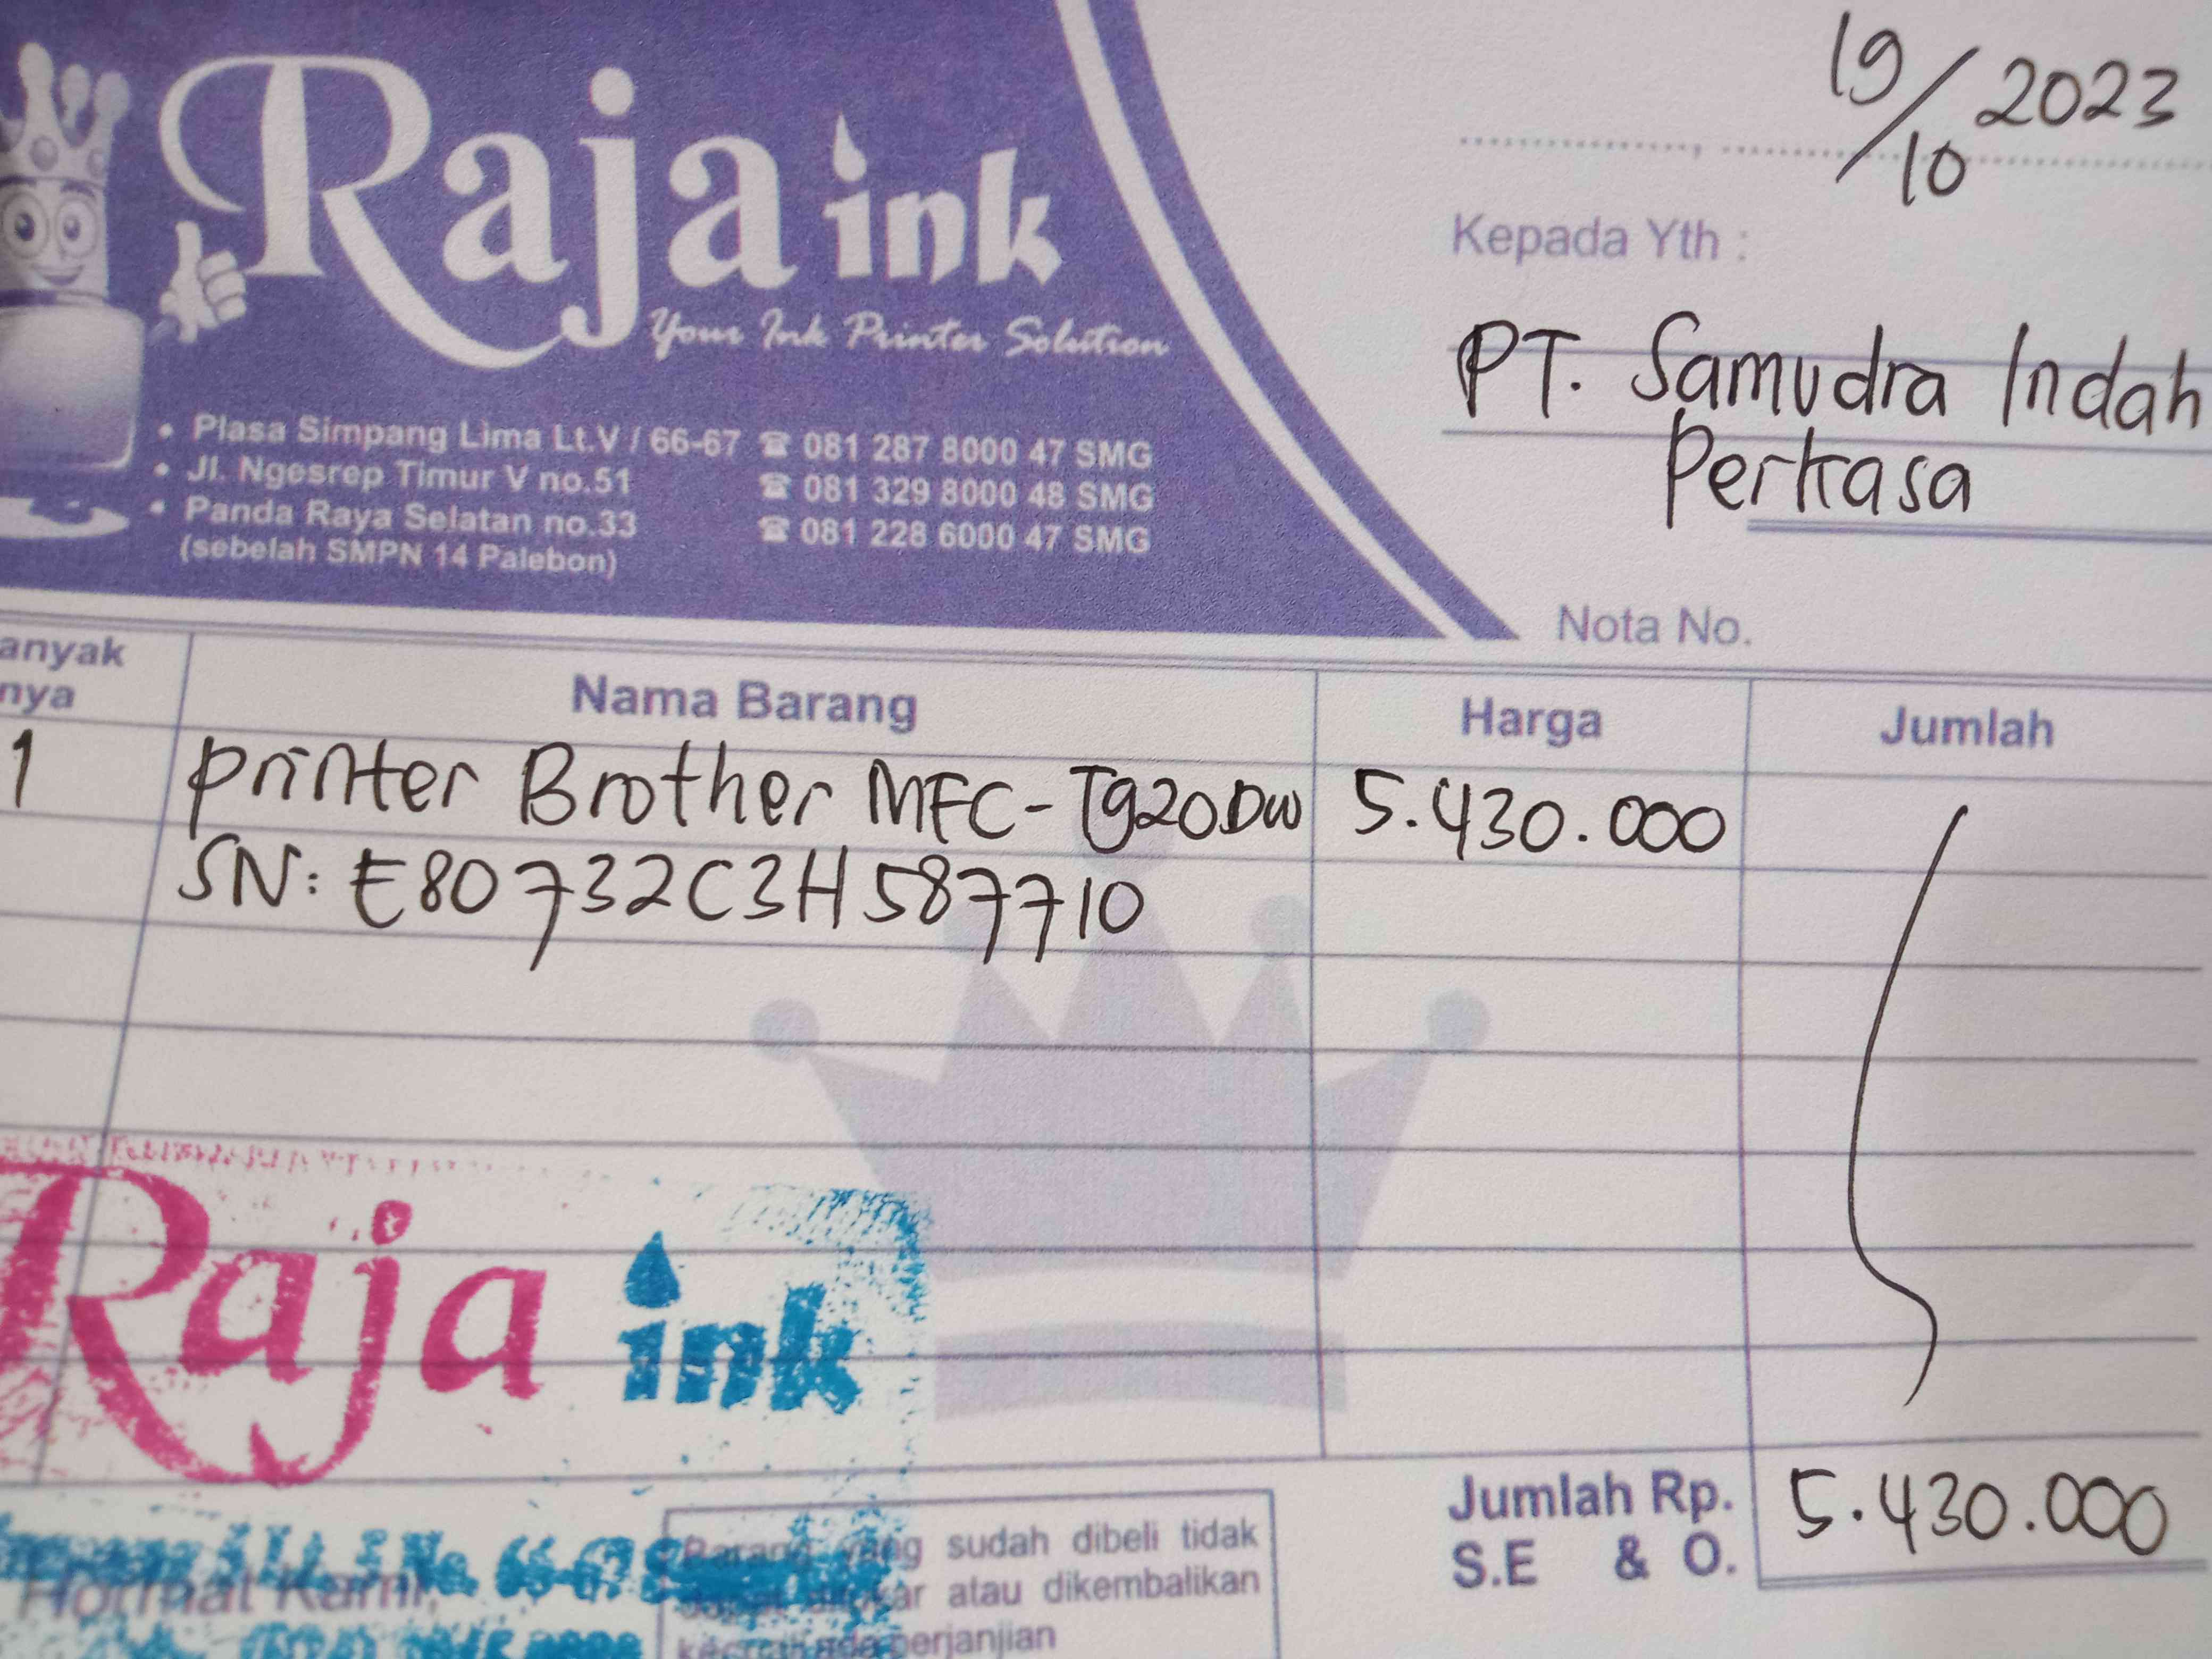 Raja ink
Your Ink Printer Solution
• Plasa Simpang Lima Lt.V / 66-67 ☎ 081 287 8000 47 SMG
• Jl. Ngesrep Timur V no.51 ☎ 081 329 8000 48 SMG
• Panda Raya Selatan no.33 ☎ 081 228 6000 47 SMG
(sebelah SMPN 14 Palebon)
19/10 2023
Kepada Yth :
PT. Samudra Indah
Perkasa
Nota No.
anyak
nya
Nama Barang Harga Jumlah
1 Printer Brother MFC-T920DW 5.430.000
SN: E80732C3H587710
Raja ink
66-67
Hormat Kami,
Barang yang sudah dibeli tidak
atau dikembalikan
perjanjian
Jumlah Rp. 5.430.000
S.E & O.